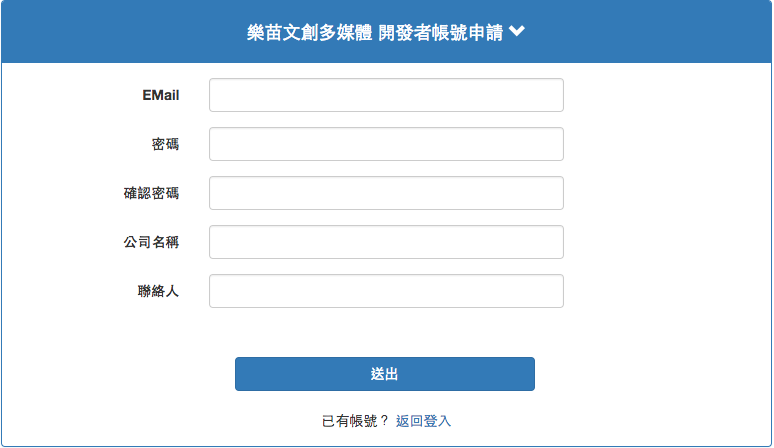 樂苗文創多媒體 開發者帳號申請
EMail
密碼
確認密碼
公司名稱
聯絡人
送出
已有帳號？ 返回登入